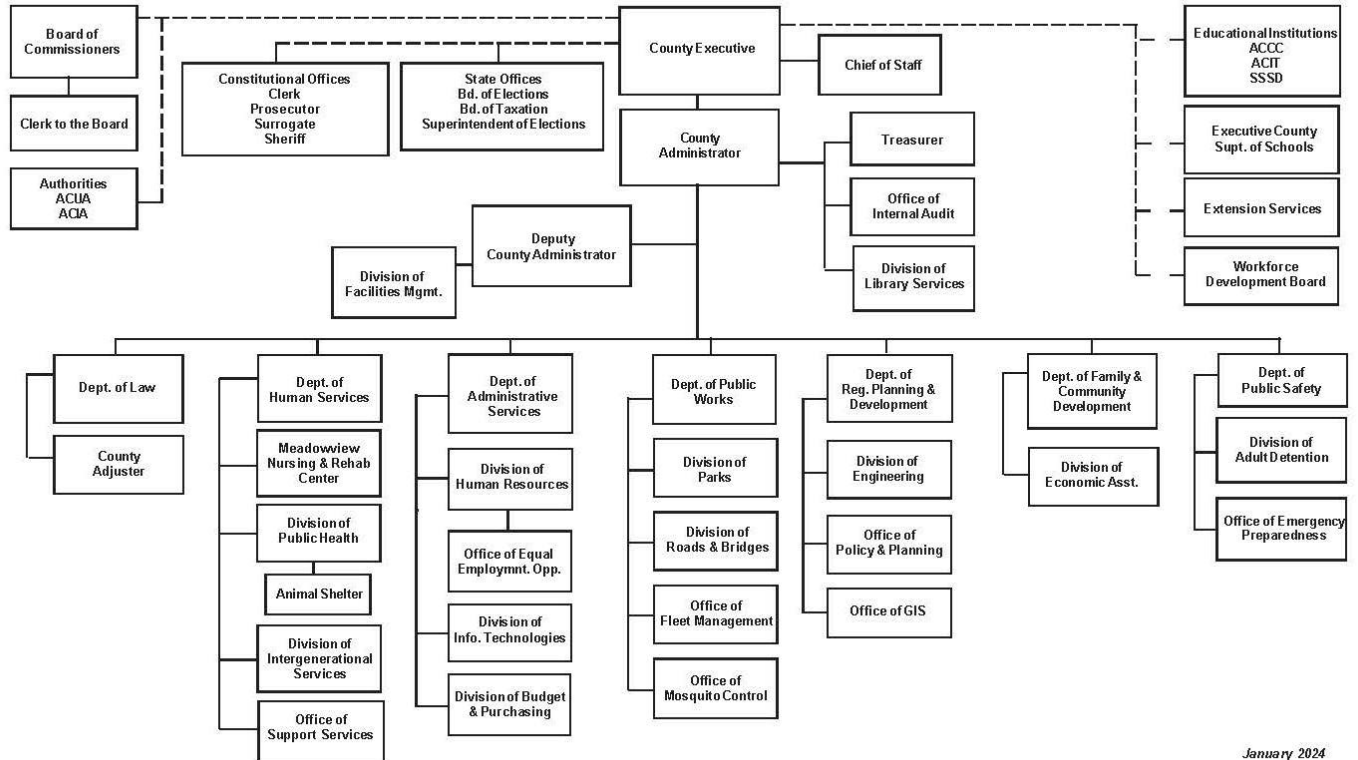 Board of
Commissioners
Clerk to the Board
Authorities
ACUA
ACIA
Constitutional Offices
Clerk
Prosecutor
Surrogate
Sheriff
State Offices
Bd. of Elections
Bd. of Taxation
Superintendent of Elections
County Executive
Chief of Staff
County
Administrator
Treasurer
Office of
Internal Audit
Division of
Library Services
Educational Institutions
ACCC
ACIT
SSSD
Executive County
Supt. of Schools
Extension Services
Workforce
Development Board
Deputy
County Administrator
Division of
Facilities Mgmt.
Dept. of Law
County
Adjuster
Dept. of
Human Services
Meadowview
Nursing & Rehab
Center
Division of
Public Health
Animal Shelter
Division of
Intergenerational
Services
Office of
Support Services
Dept. of
Administrative
Services
Division of
Human Resources
Office of Equal
Employmnt. Opp.
Division of
Info. Technologies
Division of Budget
& Purchasing
Dept. of Public
Works
Division of
Parks
Division of
Roads & Bridges
Office of
Fleet Management
Office of
Mosquito Control
Dept. of
Reg. Planning &
Development
Division of
Engineering
Office of
Policy & Planning
Office of GIS
Dept. of Family &
Community
Development
Division of
Economic Asst.
Dept. of
Public Safety
Division of
Adult Detention
Office of Emergency
Preparedness
January 2024